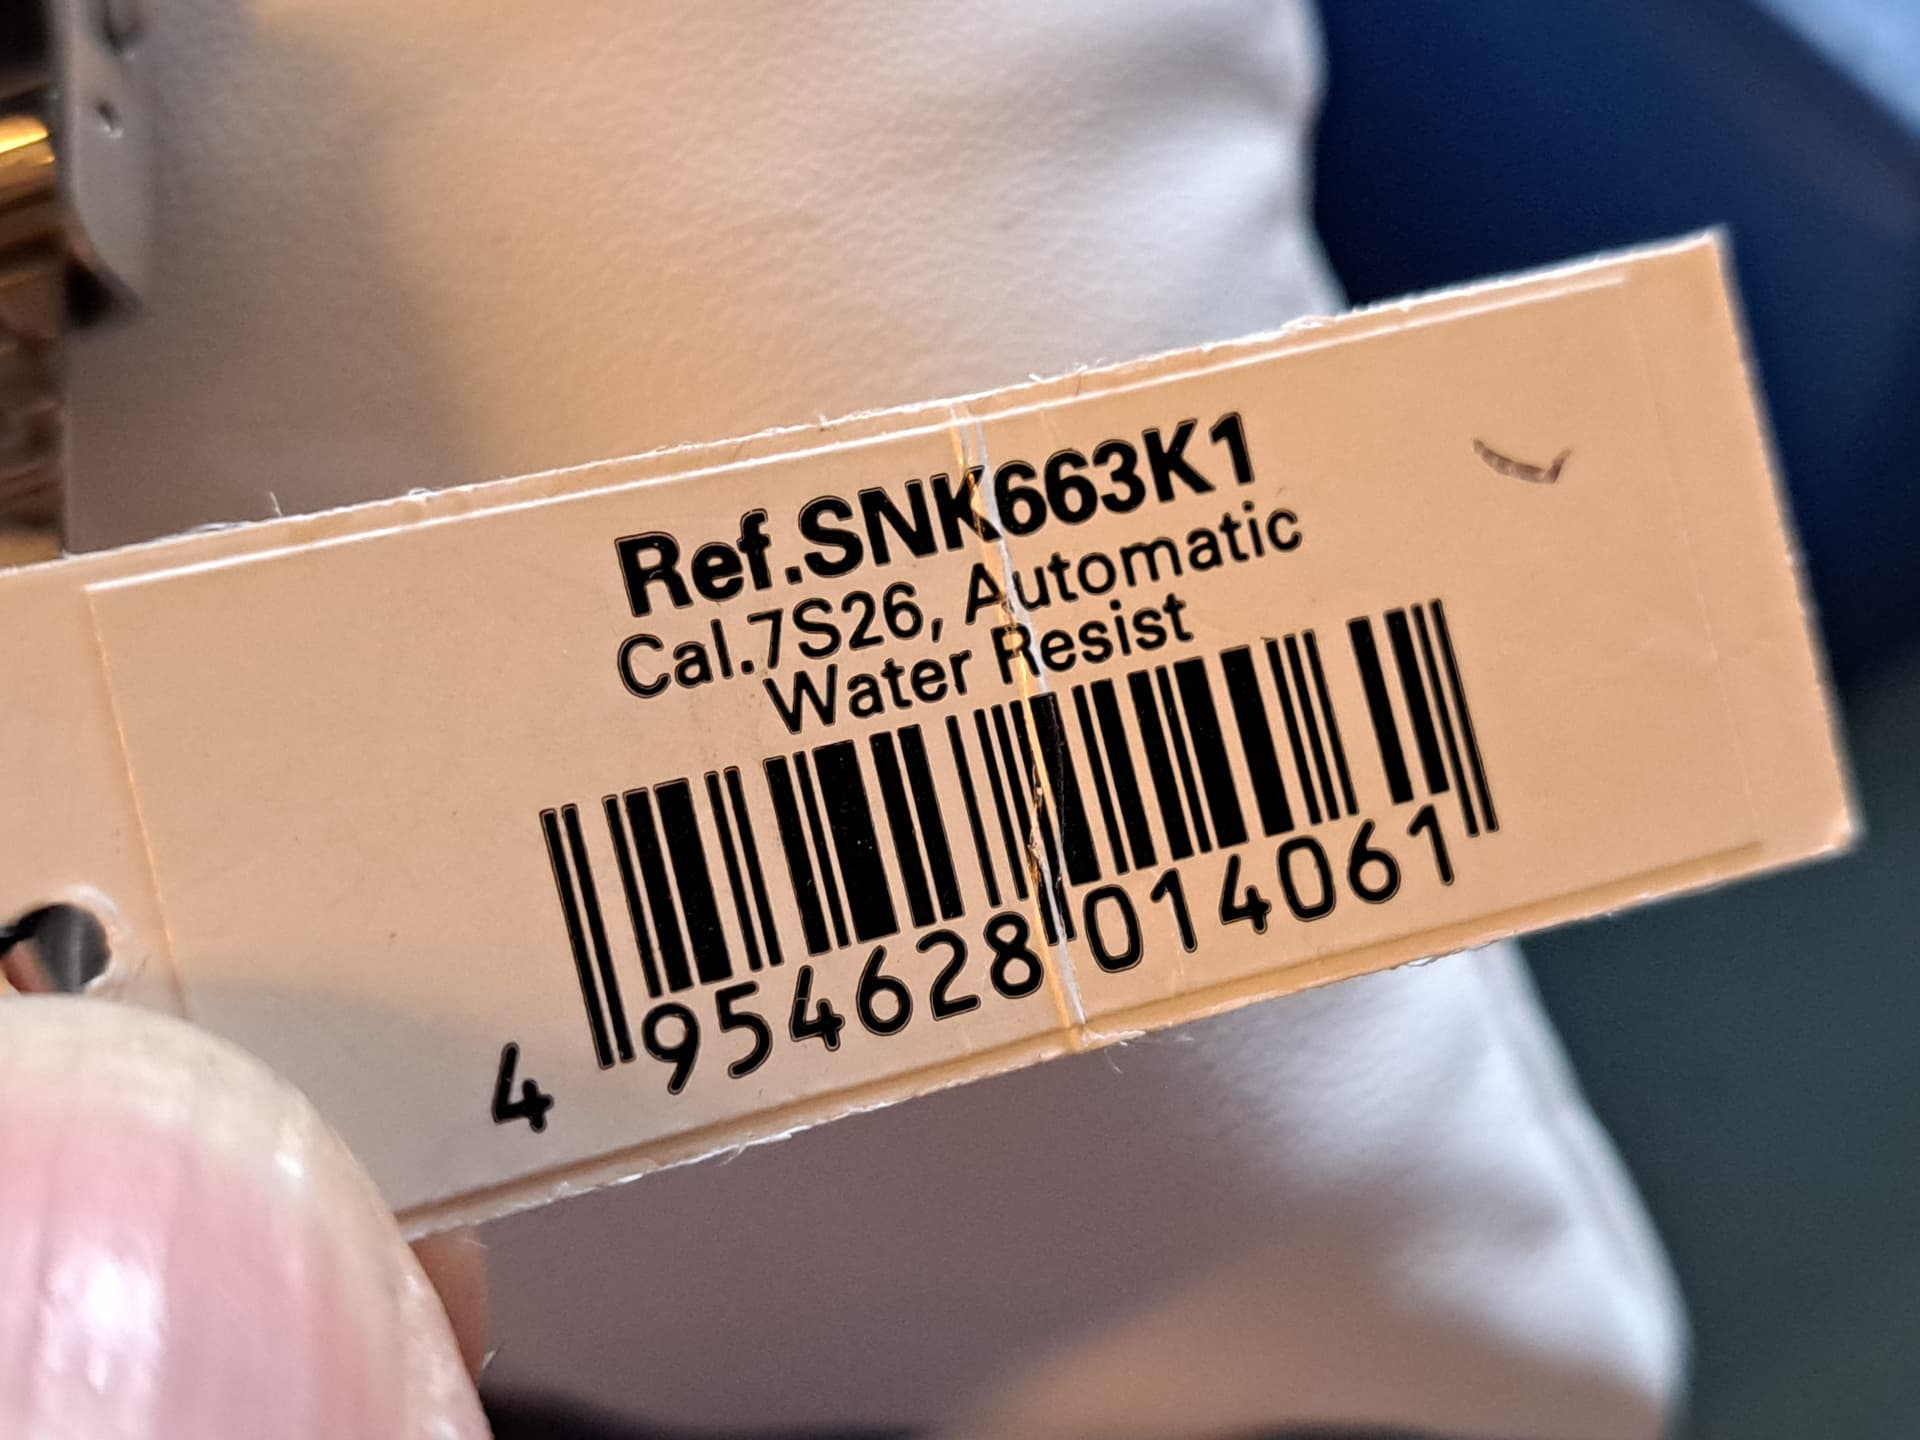 Ref.SNK663K1
Cal.7S26, Automatic
Water Resist
4 954628 014061